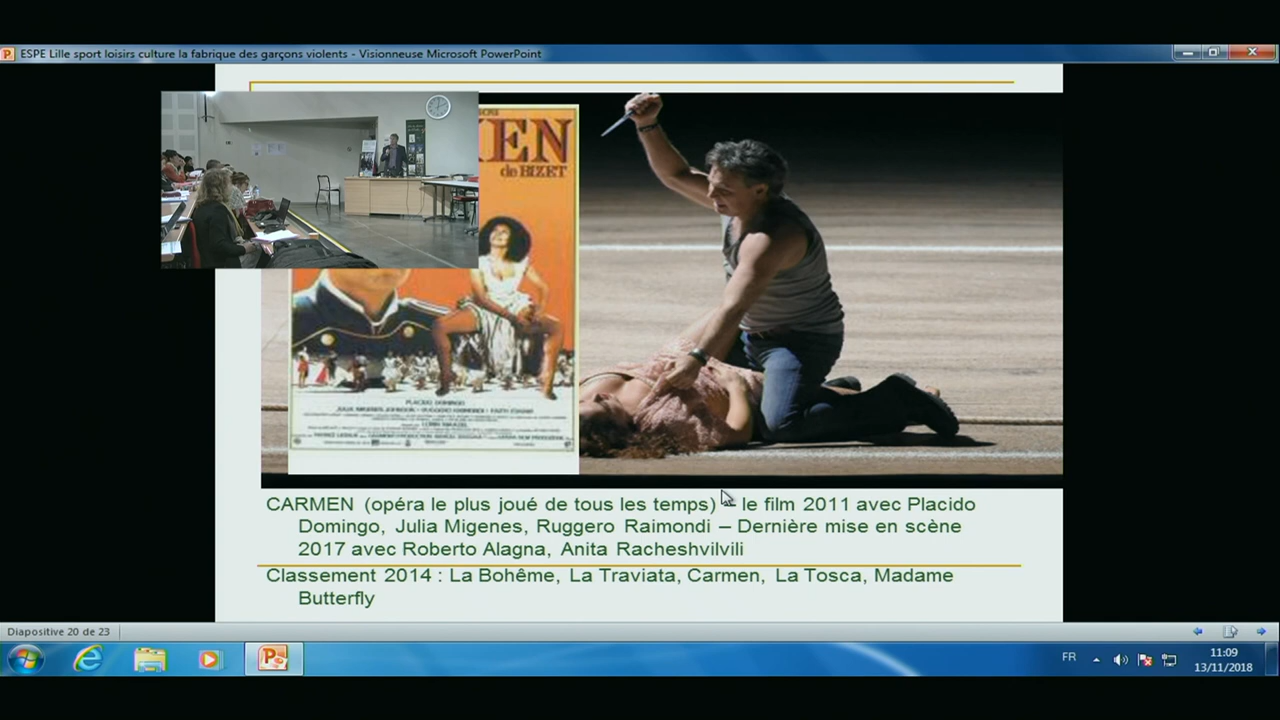 ESPE Lille sport loisirs culture la fabrique des garçons violents - Visionneuse Microsoft PowerPoint
MEN
de BIZET
PLACIDO DOMINGO
CARMEN (opéra le plus joué de tous les temps) – le film 2011 avec Placido
Domingo, Julia Migenes, Ruggero Raimondi – Dernière mise en scène
2017 avec Roberto Alagna, Anita Racheshvilvili
Classement 2014 : La Bohême, La Traviata, Carmen, La Tosca, Madame
Butterfly
Diapositive 20 de 23
FR
11:09
13/11/2018